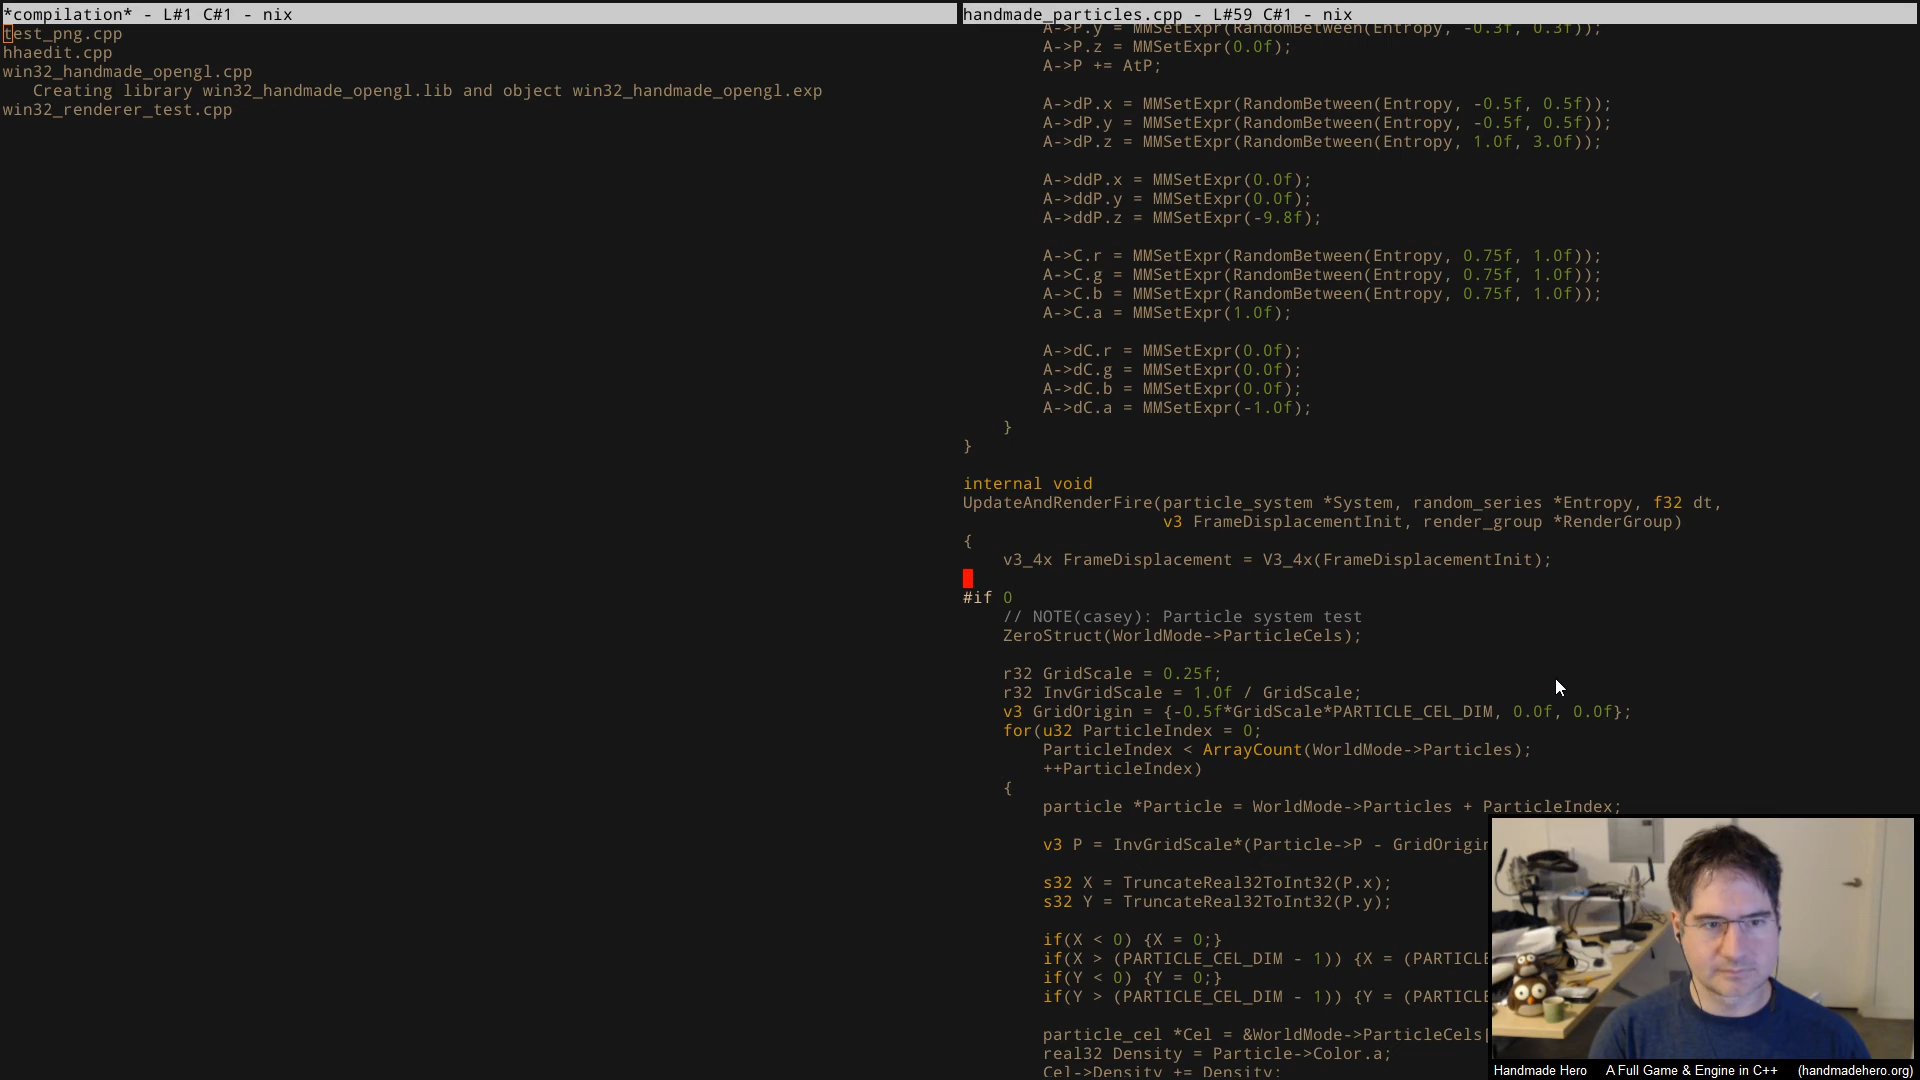 *compilation* - L#1 C#1 - nix
test_png.cpp
hhaedit.cpp
win32_handmade_opengl.cpp
Creating library win32_handmade_opengl.lib and object win32_handmade_opengl.exp
win32_renderer_test.cpp
handmade_particles.cpp - L#59 C#1 - nix
A->P.y = MMSetExpr(RandomBetween(Entropy, -0.3f, 0.3f));
A->P.z = MMSetExpr(0.0f);
A->P += AtP;
A->dP.x = MMSetExpr(RandomBetween(Entropy, -0.5f, 0.5f));
A->dP.y = MMSetExpr(RandomBetween(Entropy, -0.5f, 0.5f));
A->dP.z = MMSetExpr(RandomBetween(Entropy, 1.0f, 3.0f));
A->ddP.x = MMSetExpr(0.0f);
A->ddP.y = MMSetExpr(0.0f);
A->ddP.z = MMSetExpr(-9.8f);
A->C.r = MMSetExpr(RandomBetween(Entropy, 0.75f, 1.0f));
A->C.g = MMSetExpr(RandomBetween(Entropy, 0.75f, 1.0f));
A->C.b = MMSetExpr(RandomBetween(Entropy, 0.75f, 1.0f));
A->C.a = MMSetExpr(1.0f);
A->dC.r = MMSetExpr(0.0f);
A->dC.g = MMSetExpr(0.0f);
A->dC.b = MMSetExpr(0.0f);
A->dC.a = MMSetExpr(-1.0f);
}
}
internal void
UpdateAndRenderFire(particle_system *System, random_series *Entropy, f32 dt,
v3 FrameDisplacementInit, render_group *RenderGroup)
{
v3_4x FrameDisplacement = V3_4x(FrameDisplacementInit);
#if 0
// NOTE(casey): Particle system test
ZeroStruct(WorldMode->ParticleCels);
r32 GridScale = 0.25f;
r32 InvGridScale = 1.0f / GridScale;
v3 GridOrigin = {-0.5f*GridScale*PARTICLE_CEL_DIM, 0.0f, 0.0f};
for(u32 ParticleIndex = 0;
ParticleIndex < ArrayCount(WorldMode->Particles);
++ParticleIndex)
{
particle *Particle = WorldMode->Particles + ParticleIndex;
v3 P = InvGridScale*(Particle->P - GridOrigin
s32 X = TruncateReal32ToInt32(P.x);
s32 Y = TruncateReal32ToInt32(P.y);
if(X < 0) {X = 0;}
if(X > (PARTICLE_CEL_DIM - 1)) {X = (PARTICLE
if(Y < 0) {Y = 0;}
if(Y > (PARTICLE_CEL_DIM - 1)) {Y = (PARTICLE
particle_cel *Cel = &WorldMode->ParticleCels[
real32 Density = Particle->Color.a;
Cel->Density += Density;
Handmade Hero A Full Game & Engine in C++ (handmadehero.org)